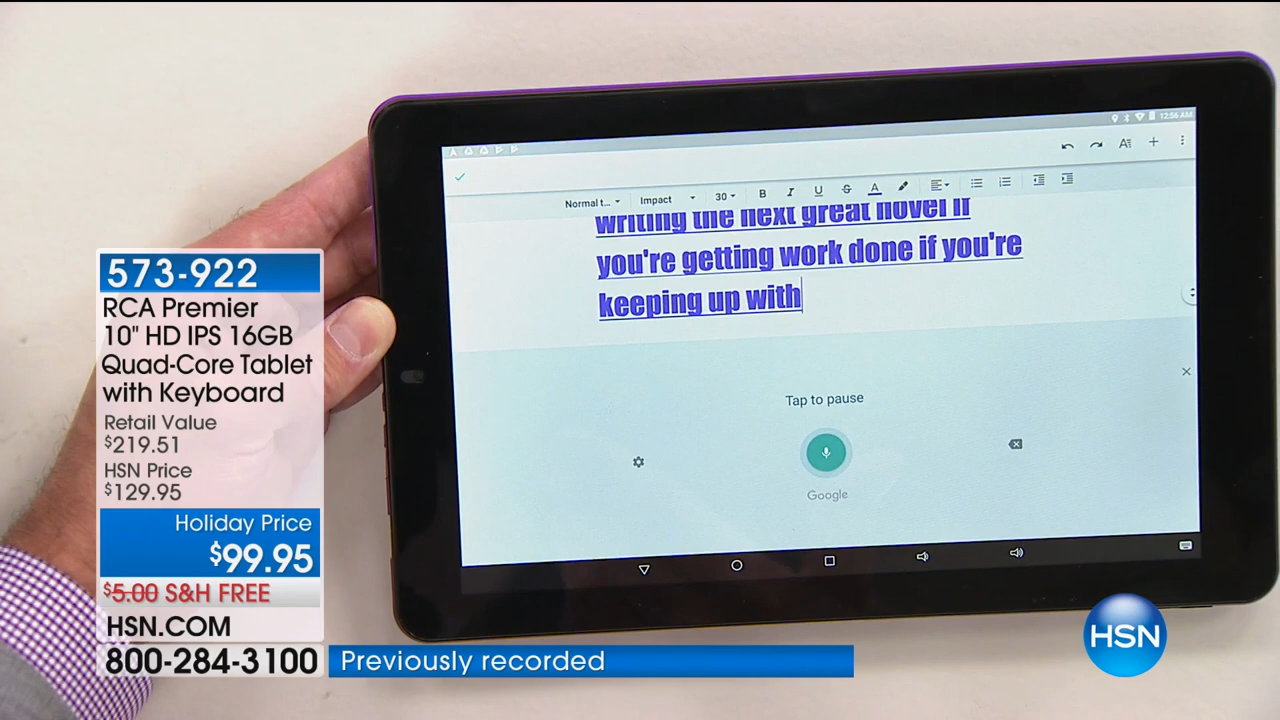 573-922
RCA Premier
10" HD IPS 16GB
Quad-Core Tablet
with Keyboard
Retail Value
$219.51
HSN Price
$129.95
Holiday Price
$99.95
$5.00 S&H FREE
HSN.COM
800-284-3100
Previously recorded
12:56 AM
Normal t...
Impact
30
B I U S A
writing the next great novel if
you're getting work done if you're
keeping up with
Tap to pause
Google
HSN